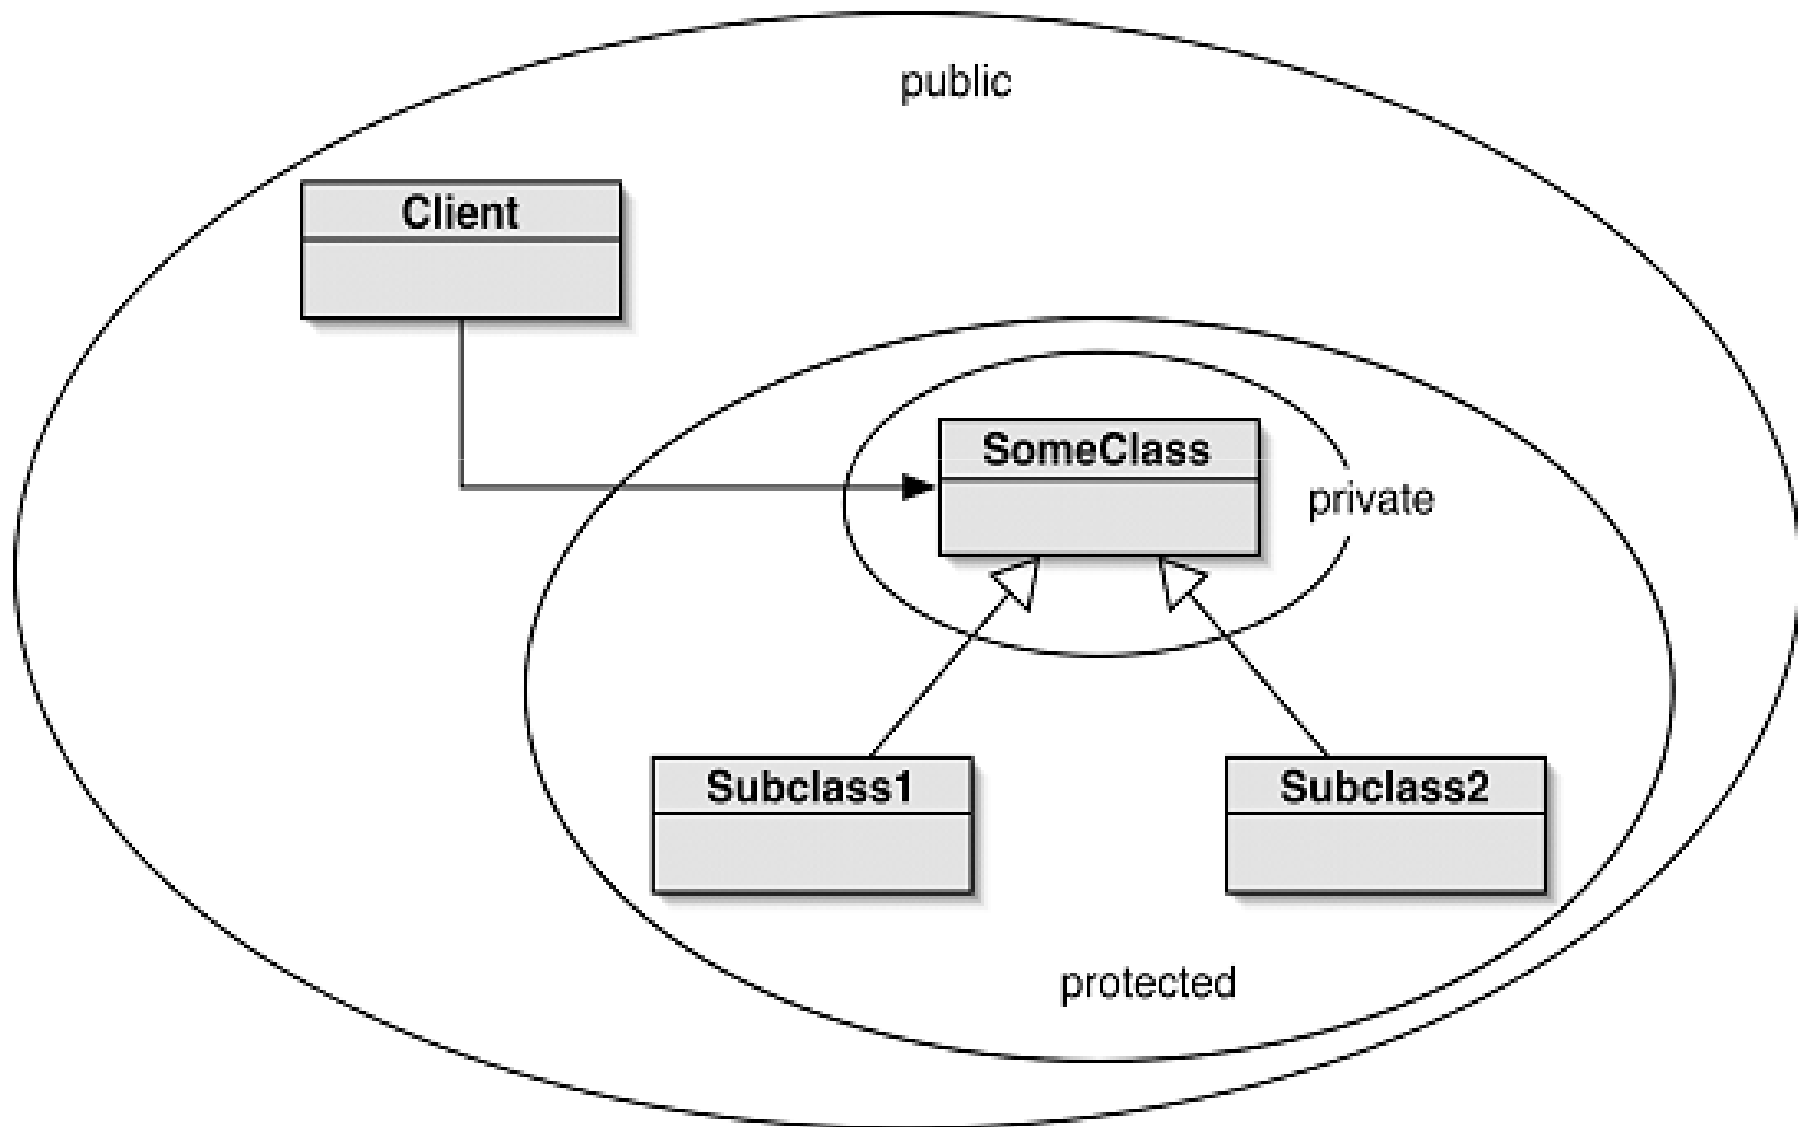 public
Client
SomeClass
private
Subclass1
Subclass2
protected